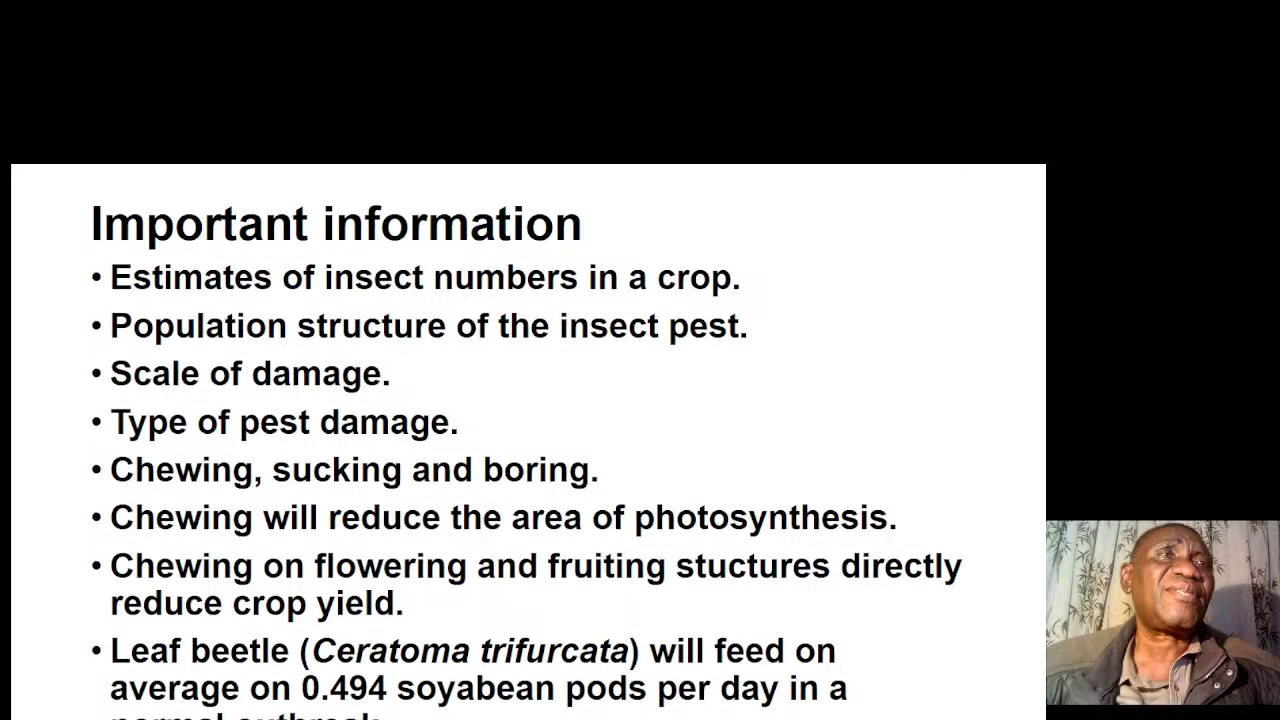 Important information
• Estimates of insect numbers in a crop.
• Population structure of the insect pest.
• Scale of damage.
• Type of pest damage.
• Chewing, sucking and boring.
• Chewing will reduce the area of photosynthesis.
• Chewing on flowering and fruiting stuctures directly
reduce crop yield.
• Leaf beetle (Ceratoma trifurcata) will feed on
average on 0.494 soyabean pods per day in a
normal outbreak